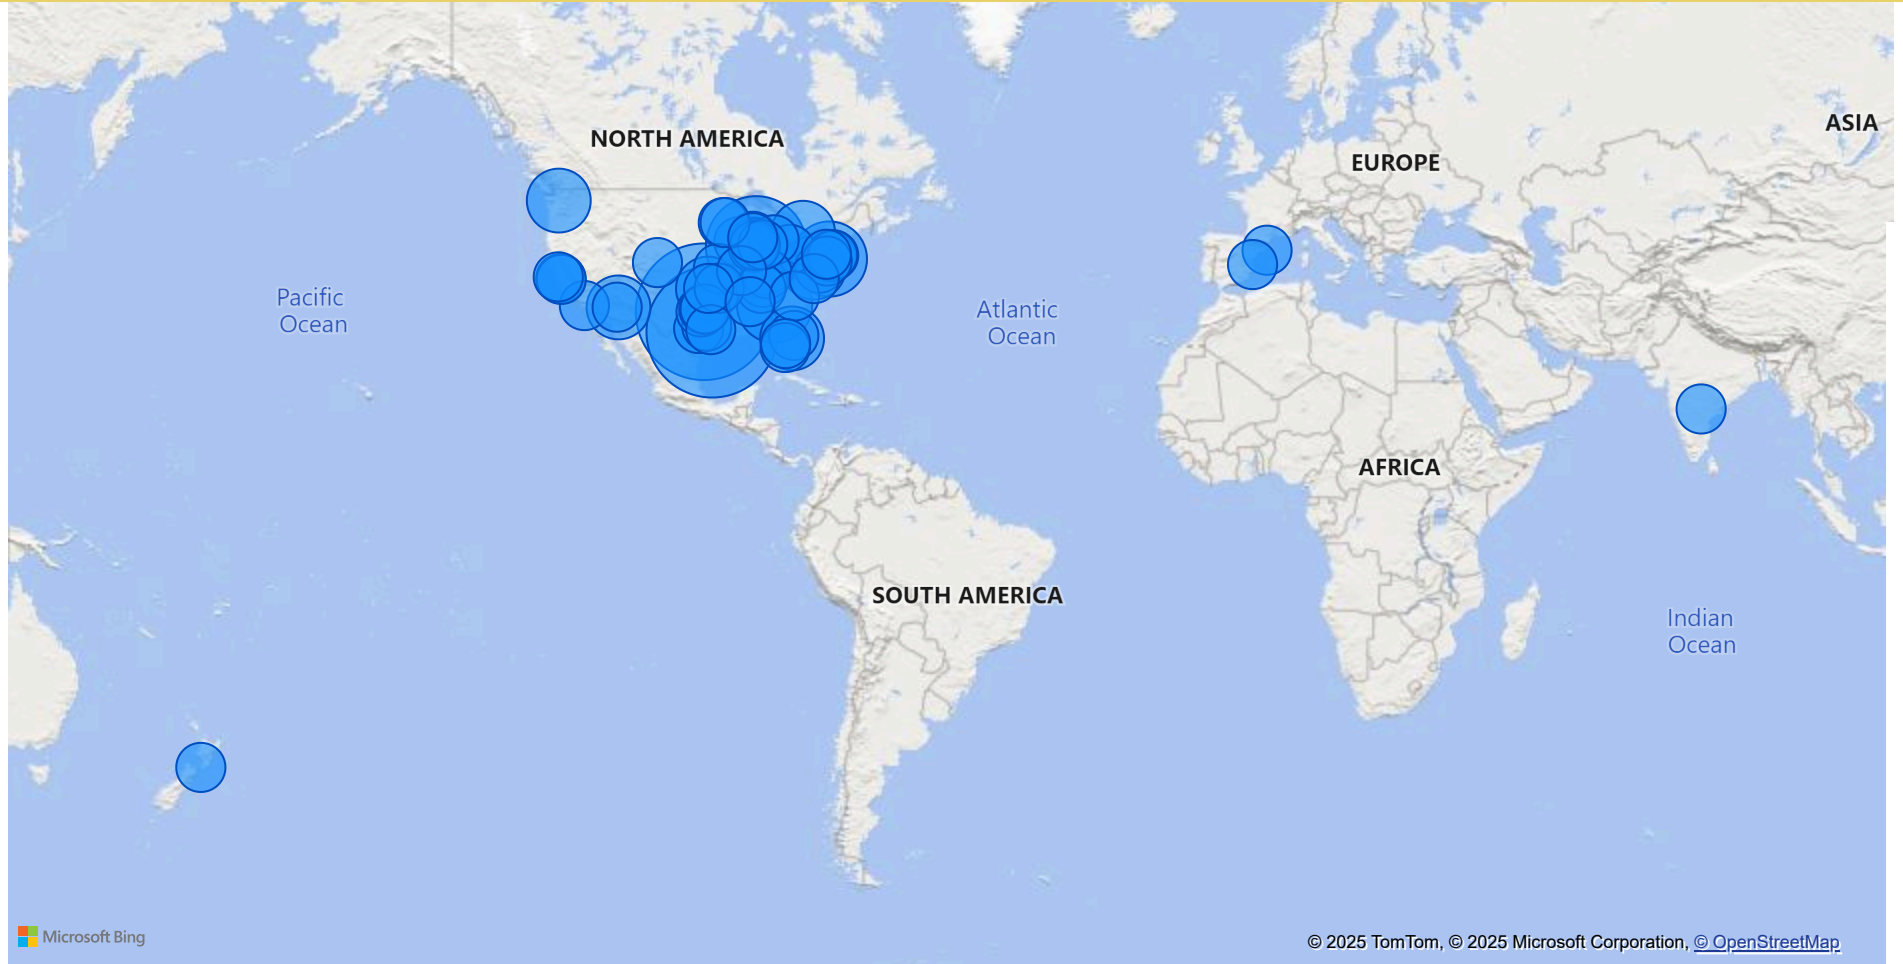 ASIA
NORTH AMERICA
EUROPE
Pacific
Ocean
Atlantic
Ocean
AFRICA
SOUTH AMERICA
Indian
Ocean
Microsoft Bing
© 2025 TomTom, © 2025 Microsoft Corporation, © OpenStreetMap